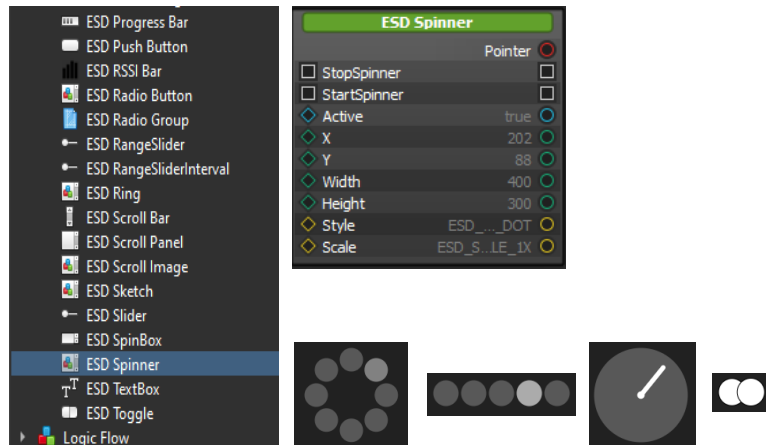 ESD Progress Bar
ESD Push Button
ESD RSSI Bar
ESD Radio Button
ESD Radio Group
ESD RangeSlider
ESD RangeSliderInterval
ESD Ring
ESD Scroll Bar
ESD Scroll Panel
ESD Scroll Image
ESD Sketch
ESD Slider
ESD SpinBox
ESD Spinner
ESD TextBox
ESD Toggle
Logic Flow
ESD Spinner
Pointer
StopSpinner
StartSpinner
Active true
X 202
Y 88
Width 400
Height 300
Style ESD_..._DOT
Scale ESD_S...LE_1X